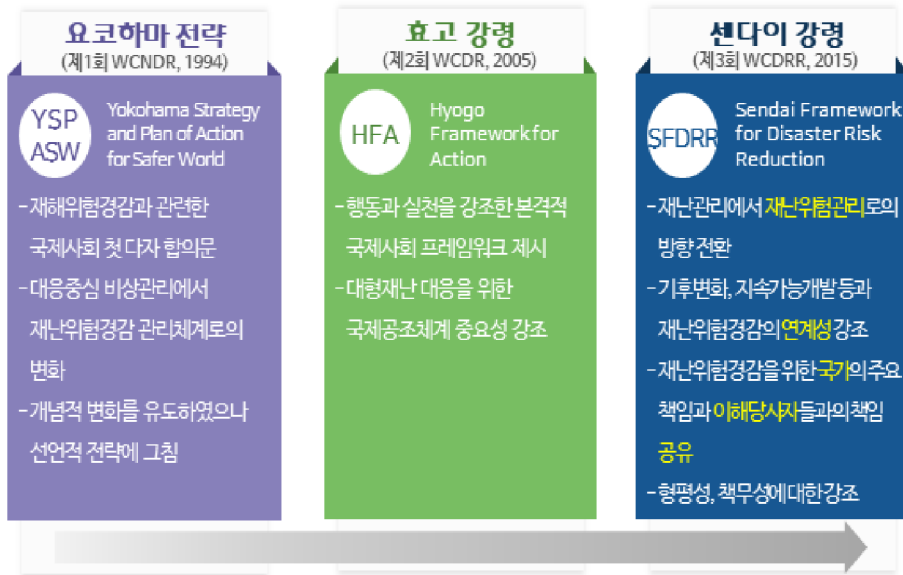 요코하마 전략
(제1회 WCNDR, 1994)
YSP
ASW
Yokohama Strategy
and Plan of Action
for Safer World
-재해위험경감과 관련한
국제사회 첫 다자 합의문
-대응중심 비상관리에서
재난위험경감 관리체계로의
변화
-개념적 변화를 유도하였으나
선언적 전략에 그침
효고 강령
(제2회 WCDR, 2005)
HFA
Hyogo
Framework for
Action
-행동과 실천을 강조한 본격적
국제사회 프레임워크 제시
-대형재난 대응을 위한
국제공조체계 중요성 강조
센다이 강령
(제3회 WCDRR, 2015)
SFDRR
Sendai Framework
for Disaster Risk
Reduction
-재난관리에서 재난위험관리로의
방향 전환
-기후변화, 지속가능개발 등과
재난위험경감의 연계성 강조
-재난위험경감을 위한 국가의 주요
책임과 이해당사자들과의 책임
공유
-형평성, 책무성에 대한 강조